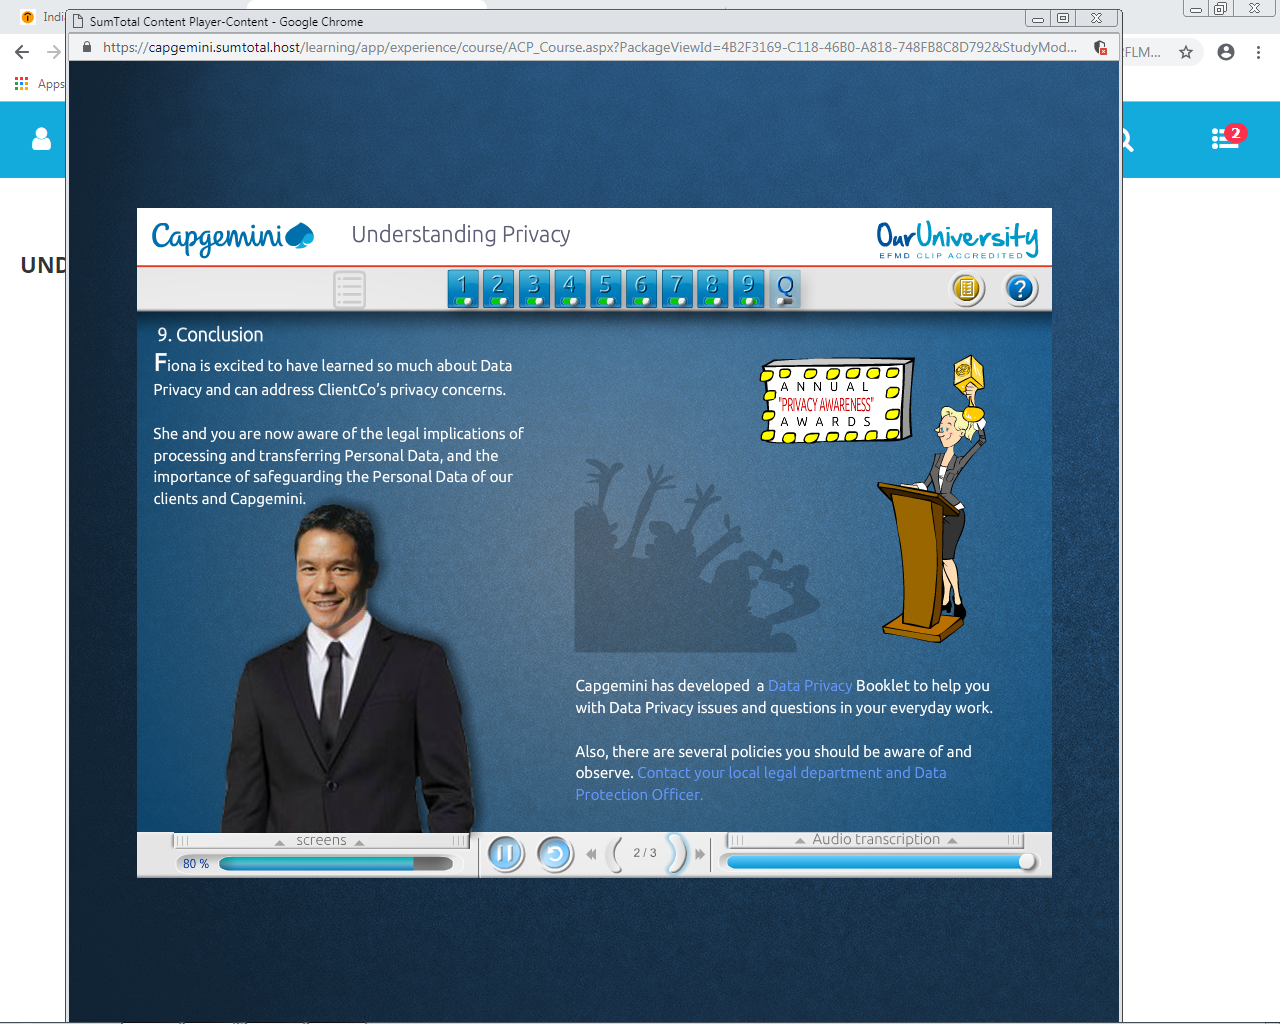 Indi
SumTotal Content Player-Content - Google Chrome
https://capgemini.sumtotal.host/learning/app/experience/course/ACP_Course.aspx?PackageViewId=4B2F3169-C118-46B0-A818-748FB8C8D792&StudyMod...
FLM...
Apps
2
UND
Capgemini
Understanding Privacy
OurUniversity
EFMD CLIP ACCREDITED
1 2 3 4 5 6 7 8 9 Q
?
9. Conclusion
Fiona is excited to have learned so much about Data
Privacy and can address ClientCo's privacy concerns.
She and you are now aware of the legal implications of
processing and transferring Personal Data, and the
importance of safeguarding the Personal Data of our
clients and Capgemini.
ANNUAL
"PRIVACY AWARENESS"
AWARDS
Capgemini has developed a Data Privacy Booklet to help you
with Data Privacy issues and questions in your everyday work.
Also, there are several policies you should be aware of and
observe. Contact your local legal department and Data
Protection Officer.
screens
80 %
2 / 3
Audio transcription